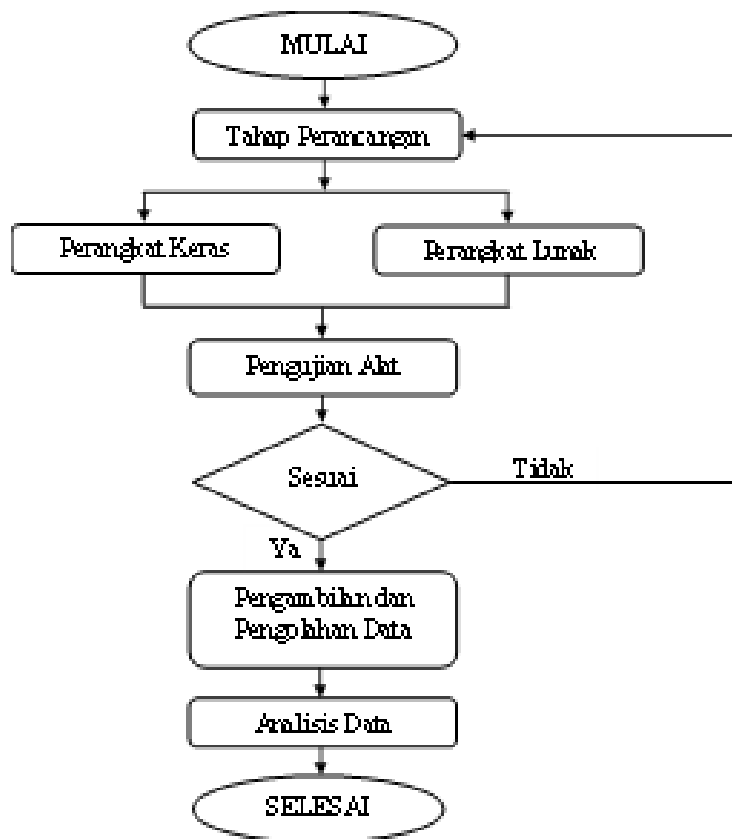 MULAI
Tahap Perancangan
Perangkat Keras
Perangkat Lunak
Pengujian Alat
Sesuai
Tidak
Ya
Pengambilan dan
Pengolahan Data
Analisis Data
SELESAI